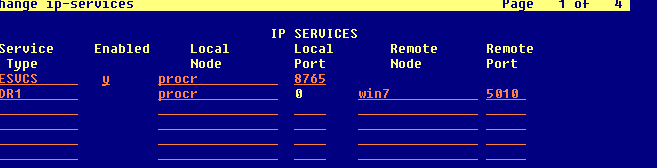 hange ip-services Page 1 of 4
IP SERVICES
Service Enabled Local Local Remote Remote
Type Node Port Node Port
ESVCS y procr 8765
DR1 procr 0 win7 5010